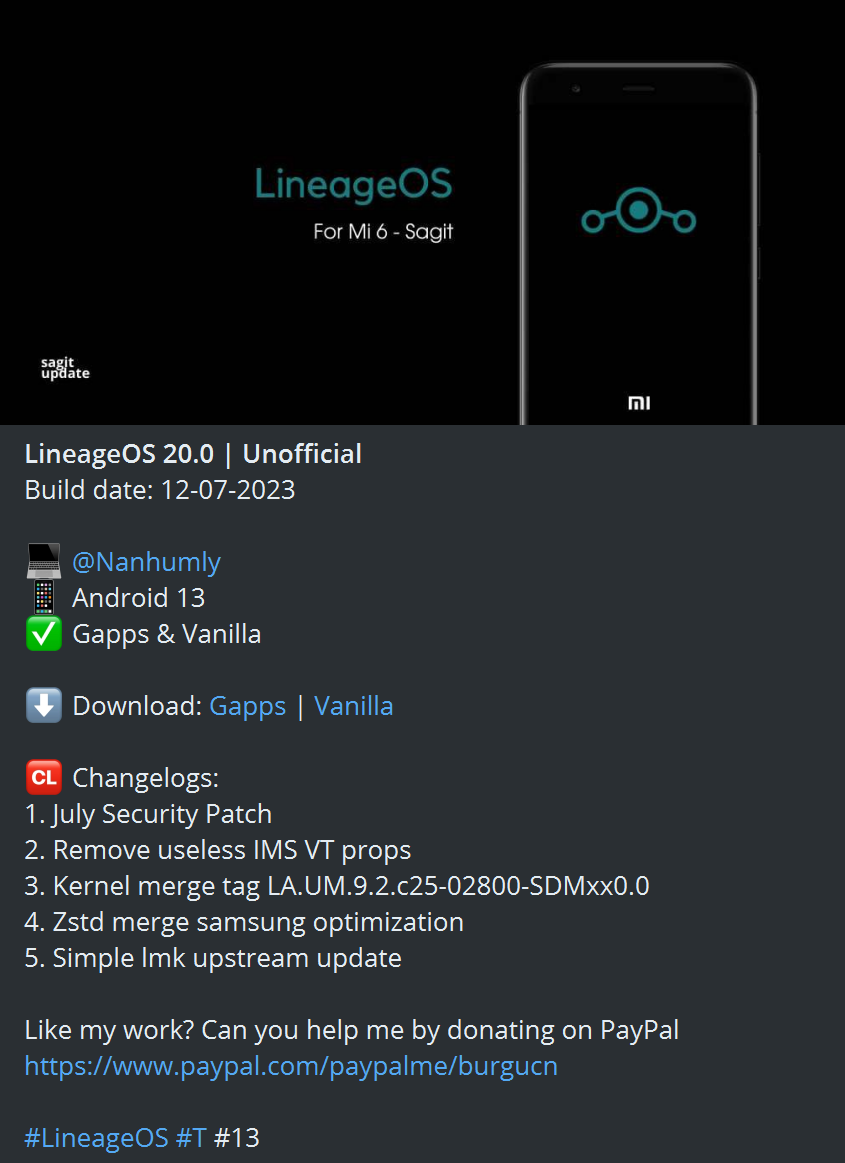 LineageOS
For Mi 6 - Sagit
sagit
update
mi
LineageOS 20.0 | Unofficial
Build date: 12-07-2023
@Nanhumly
Android 13
Gapps & Vanilla
Download: Gapps | Vanilla
CL Changelogs:
1. July Security Patch
2. Remove useless IMS VT props
3. Kernel merge tag LA.UM.9.2.c25-02800-SDMxx0.0
4. Zstd merge samsung optimization
5. Simple lmk upstream update
Like my work? Can you help me by donating on PayPal
https://www.paypal.com/paypalme/burgucn
#LineageOS #T #13